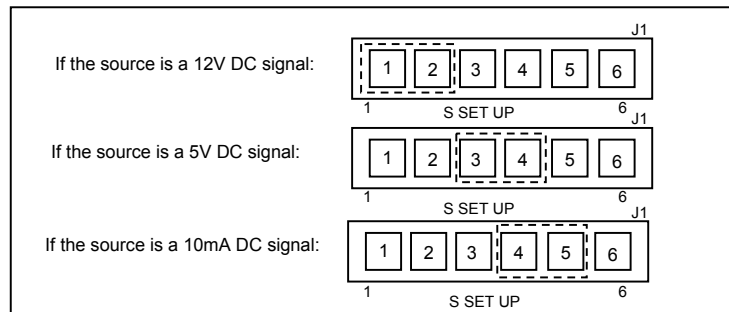 J1
If the source is a 12V DC signal:
1 2 3 4 5 6
1 S SET UP 6
J1
If the source is a 5V DC signal:
1 2 3 4 5 6
1 S SET UP 6
J1
If the source is a 10mA DC signal:
1 2 3 4 5 6
1 S SET UP 6